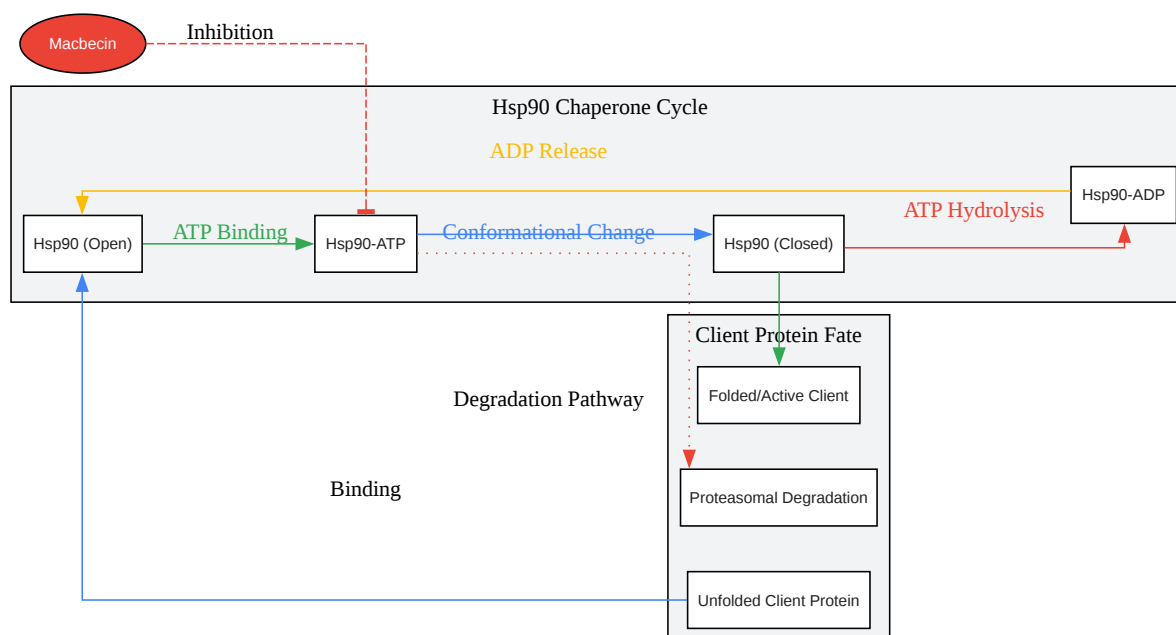 Macbecin
Inhibition
Hsp90 Chaperone Cycle
ADP Release
Hsp90-ADP
ATP Hydrolysis
Hsp90 (Open)
ATP Binding
Hsp90-ATP
Conformational Change
Hsp90 (Closed)
Client Protein Fate
Folded/Active Client
Degradation Pathway
Binding
Proteasomal Degradation
Unfolded Client Protein